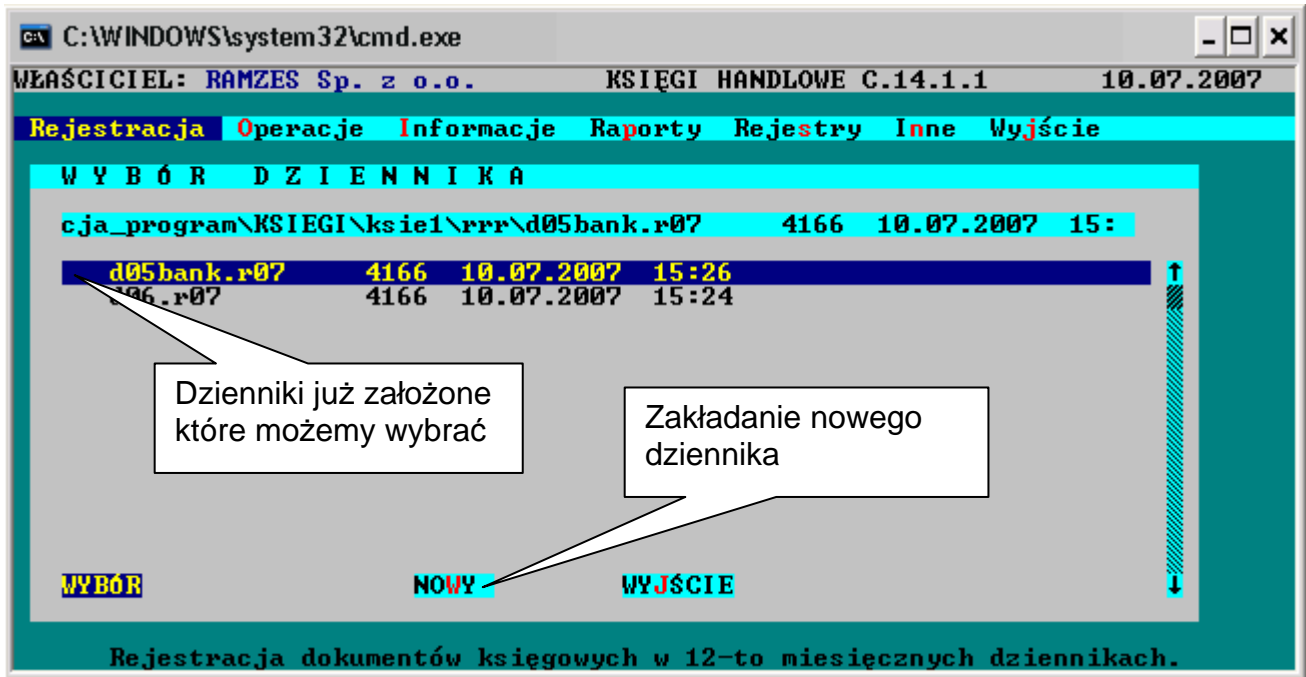 C:\WINDOWS\system32\cmd.exe
WŁAŚCICIEL: RAMZES Sp. z o.o. KSIĘGI HANDLOWE C.14.1.1 10.07.2007
Rejestracja Operacje Informacje Raporty Rejestry Inne Wyjście
W Y B Ó R D Z I E N N I K A
cja_program\KSIEGI\ksie1\rrr\d05bank.r07 4166 10.07.2007 15:
d05bank.r07 4166 10.07.2007 15:26
d06.r07 4166 10.07.2007 15:24
Dzienniki już założone
które możemy wybrać
Zakładanie nowego
dziennika
WYBÓR NOWY WYJŚCIE
Rejestracja dokumentów księgowych w 12-to miesięcznych dziennikach.